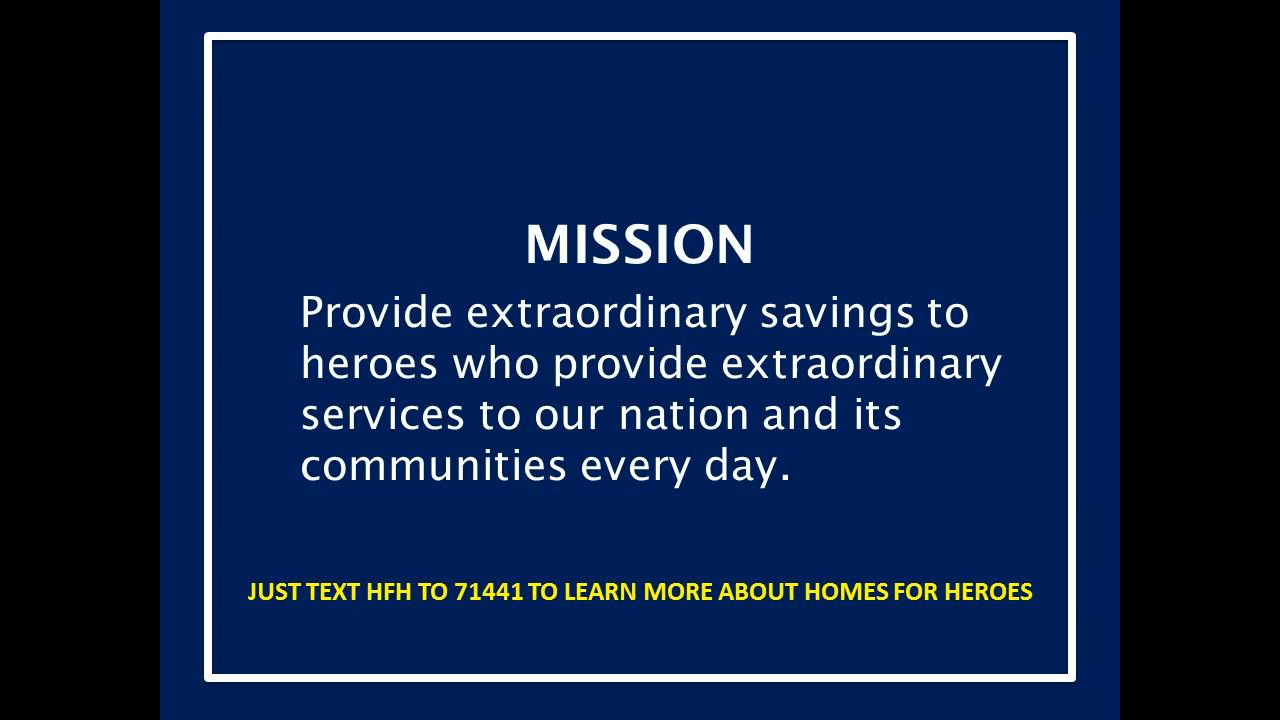 MISSION
Provide extraordinary savings to
heroes who provide extraordinary
services to our nation and its
communities every day.
JUST TEXT HFH TO 71441 TO LEARN MORE ABOUT HOMES FOR HEROES